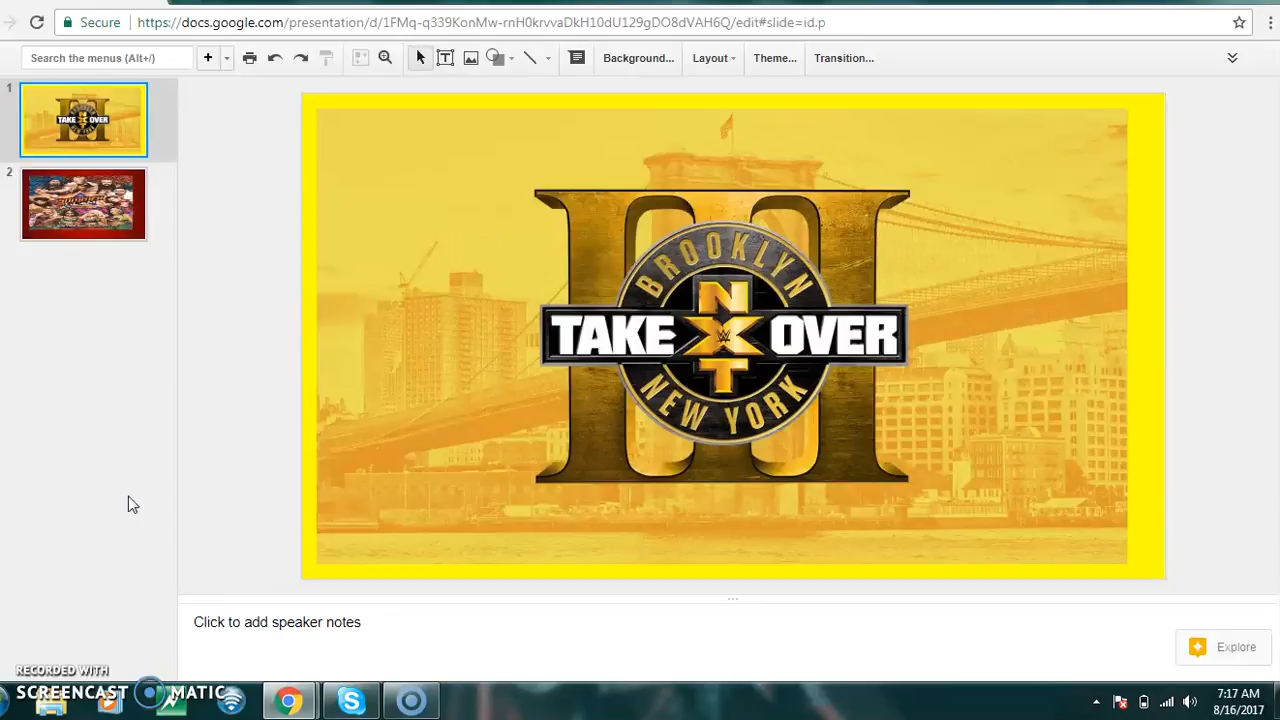 Secure
https://docs.google.com/presentation/d/1FMq-q339KonMw-rnH0krvvaDkH10dU129gDO8dVAH6Q/edit#slide=id.p
Search the menus (Alt+/)
Background...
Layout
Theme...
Transition...
1
2
III
BROOKLYN
NXT
TAKE OVER
W
NEW YORK
Click to add speaker notes
Explore
RECORDED WITH
SCREENCAST MATIC
7:17 AM
8/16/2017